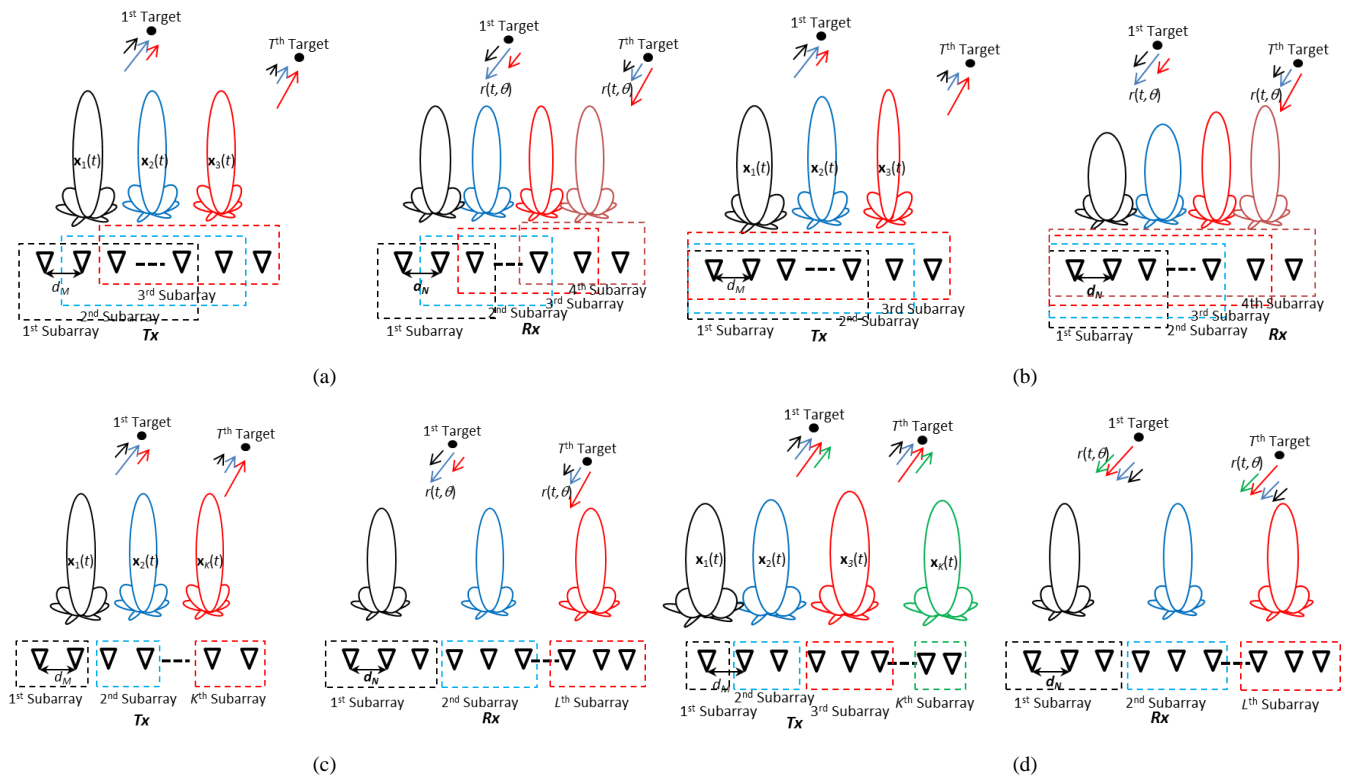 1st Target
Tth Target
x1(t)
x2(t)
x3(t)
dM
3rd Subarray
2nd Subarray
1st Subarray
Tx
1st Target
Tth Target
r(t,θ)
r(t,θ)
dN
4th Subarray
3rd Subarray
2nd Subarray
1st Subarray
Rx
(a)
1st Target
Tth Target
x1(t)
x2(t)
x3(t)
dM
1st Subarray
3rd Subarray
2nd Subarray
Tx
1st Target
Tth Target
r(t,θ)
r(t,θ)
dN
4th Subarray
3rd Subarray
2nd Subarray
1st Subarray
Rx
(b)
1st Target
Tth Target
x1(t)
x2(t)
xK(t)
dM
1st Subarray
2nd Subarray
Kth Subarray
Tx
1st Target
Tth Target
r(t,θ)
r(t,θ)
dN
1st Subarray
2nd Subarray
Lth Subarray
Rx
(c)
1st Target
Tth Target
x1(t)
x2(t)
x3(t)
xK(t)
dM
1st Subarray
2nd Subarray
3rd Subarray
Kth Subarray
Tx
1st Target
Tth Target
r(t,θ)
r(t,θ)
dN
1st Subarray
2nd Subarray
Lth Subarray
Rx
(d)